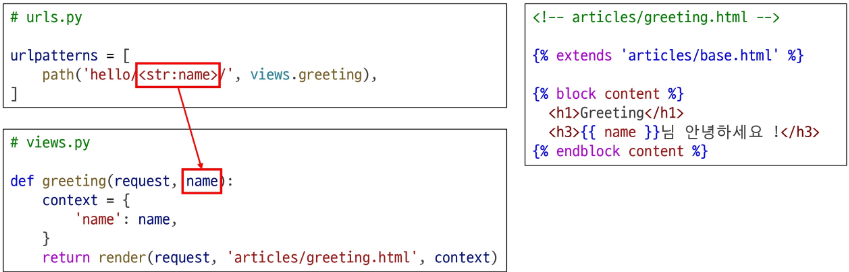 # urls.py
urlpatterns = [
    path('hello/<str:name>/', views.greeting),
]
# views.py
def greeting(request, name):
    context = {
        'name': name,
    }
    return render(request, 'articles/greeting.html', context)
<!-- articles/greeting.html -->
{% extends 'articles/base.html' %}
{% block content %}
  <h1>Greeting</h1>
  <h3>{{ name }}님 안녕하세요 !</h3>
{% endblock content %}